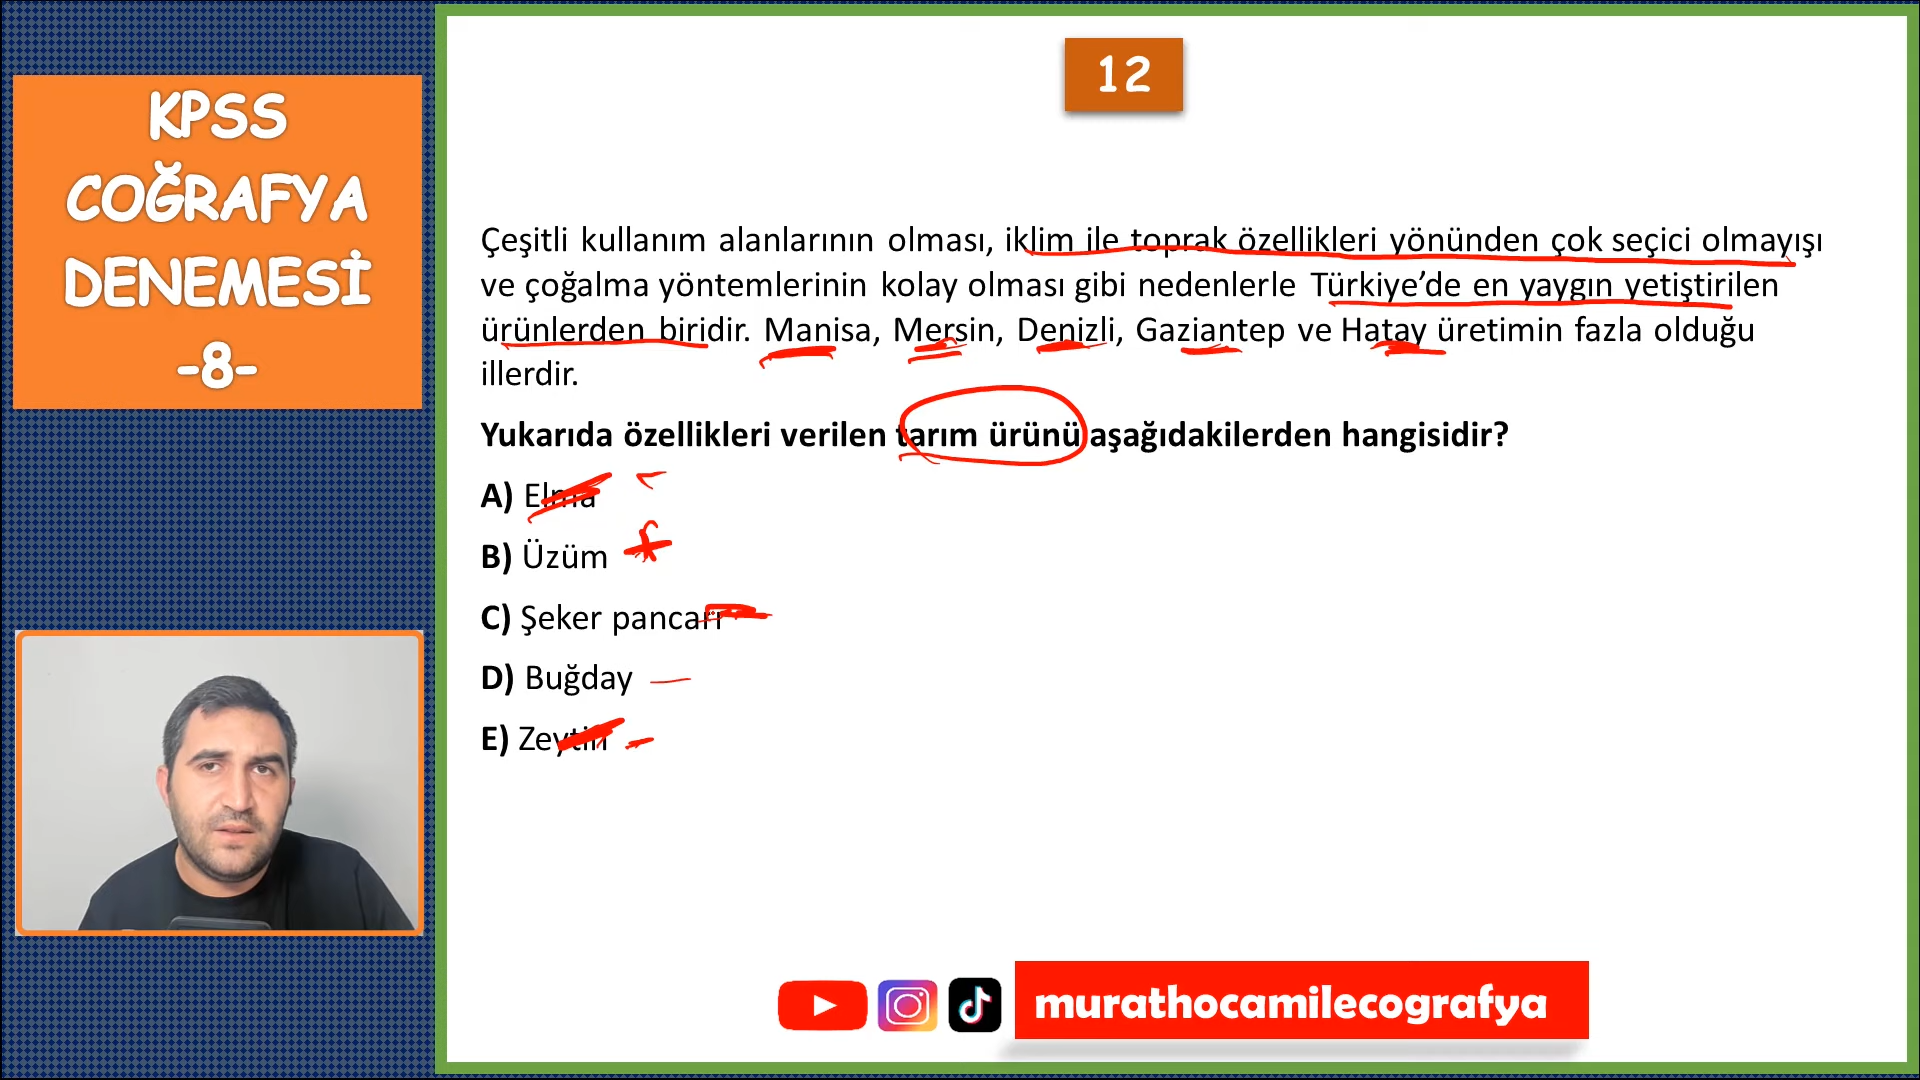 KPSS
COĞRAFYA
DENEMESİ
-8-
12
Çeşitli kullanım alanlarının olması, iklim ile toprak özellikleri yönünden çok seçici olmayışı
ve çoğalma yöntemlerinin kolay olması gibi nedenlerle Türkiye’de en yaygın yetiştirilen
ürünlerden biridir. Manisa, Mersin, Denizli, Gaziantep ve Hatay üretimin fazla olduğu
illerdir.
Yukarıda özellikleri verilen tarım ürünü aşağıdakilerden hangisidir?
A) Elma
B) Üzüm
C) Şeker pancarı
D) Buğday
E) Zeytin
murathocamilecografya